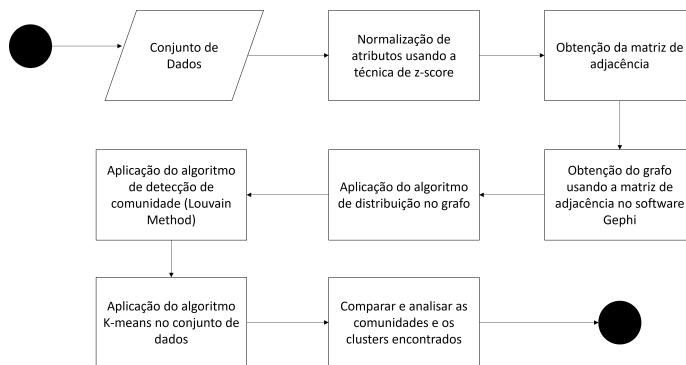 Conjunto de
Dados
Normalização de
atributos usando a
técnica de z-score
Obtenção da matriz de
adjacência
Aplicação do algoritmo
de detecção de
comunidade (Louvain
Method)
Aplicação do algoritmo
de distribuição no grafo
Obtenção do grafo
usando a matriz de
adjacência no software
Gephi
Aplicação do algoritmo
K-means no conjunto de
dados
Comparar e analisar as
comunidades e os
clusters encontrados